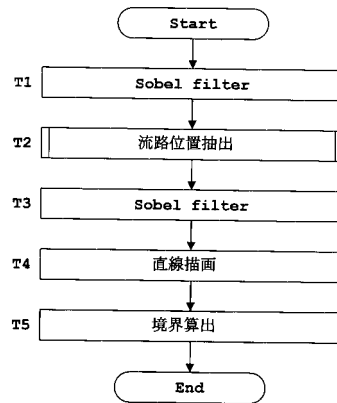 Start
T1 Sobel filter
T2 流路位置抽出
T3 Sobel filter
T4 直線描画
T5 境界算出
End